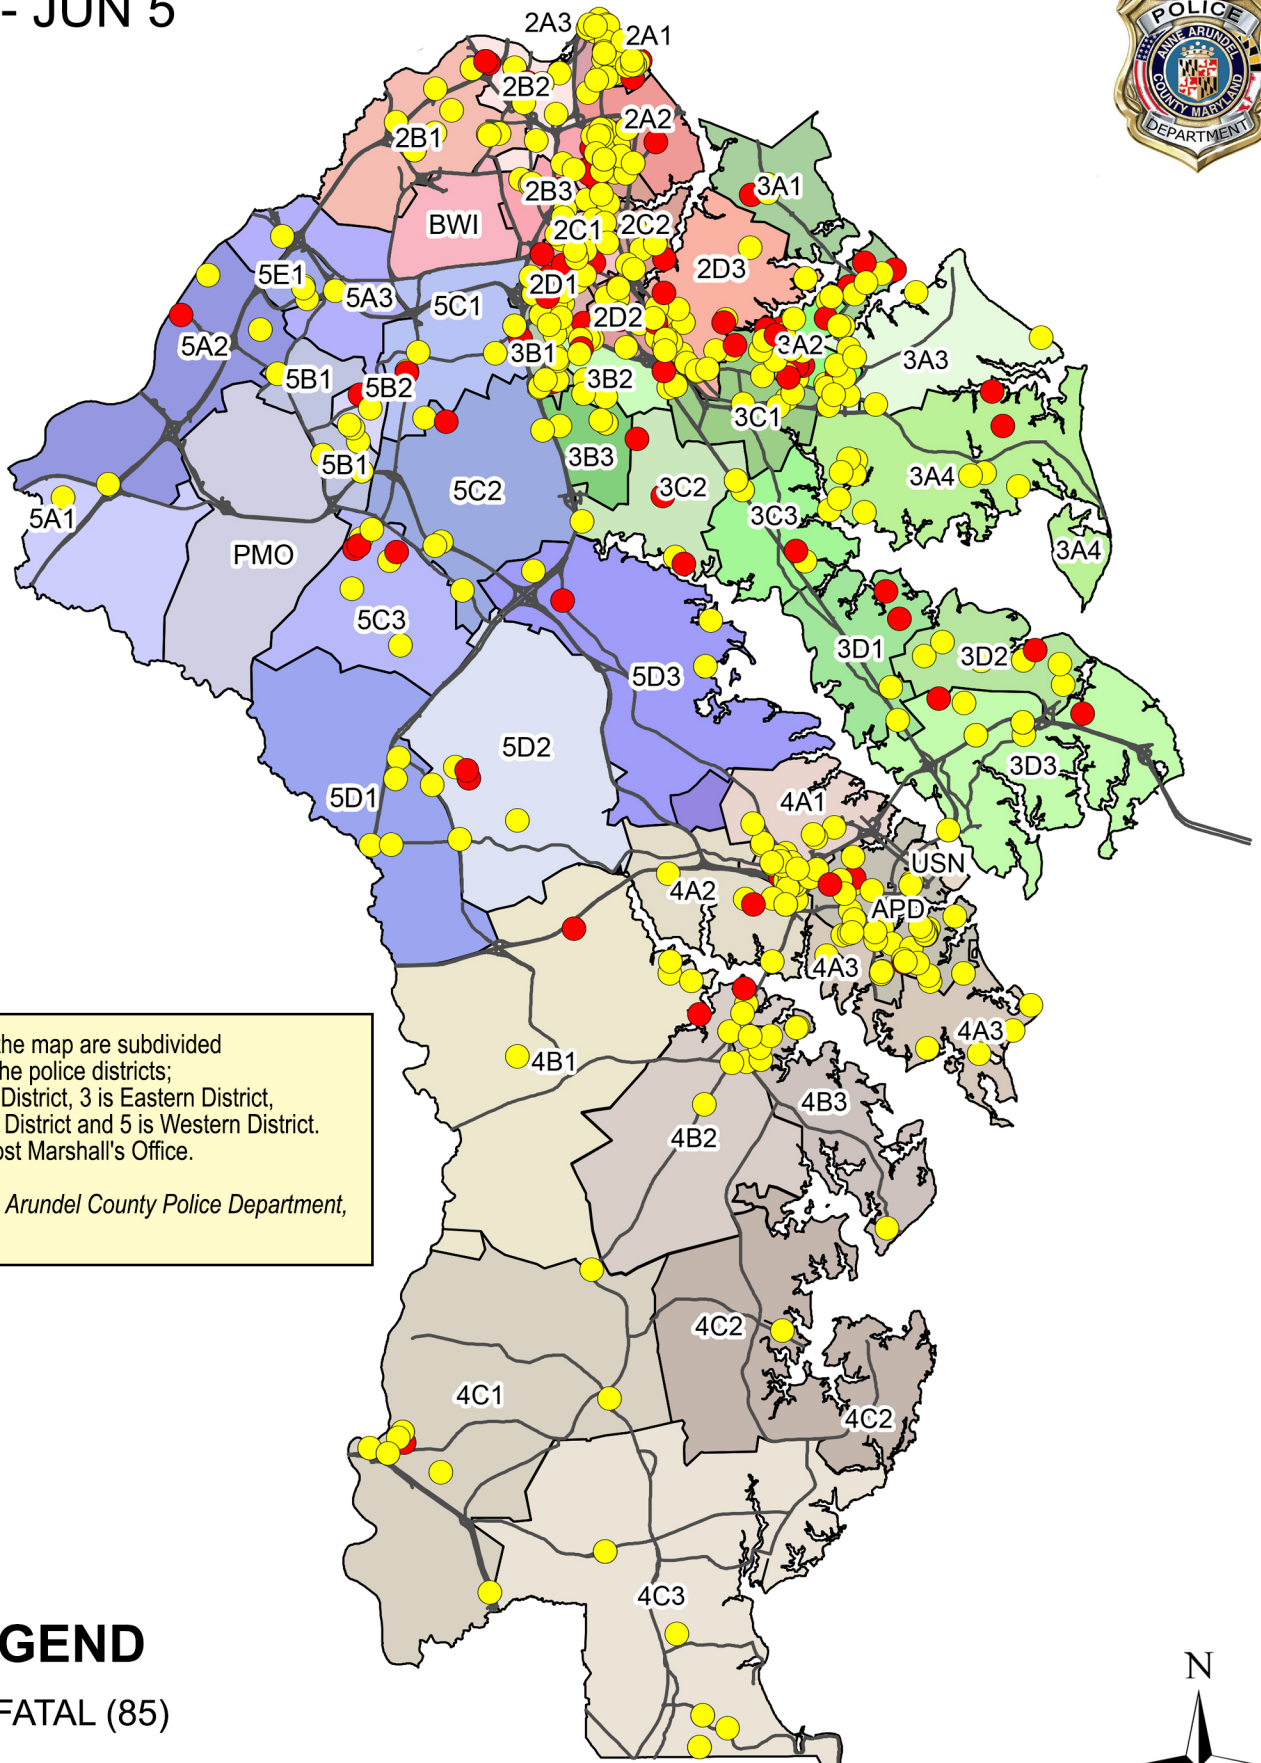 - JUN 5
POLICE
ANNE ARUNDEL
COUNTY MARYLAND
DEPARTMENT
2A3
2A1
2B2
2A2
2B1
3A1
2B3
BWI
2C1
2C2
2D3
5E1
5A3
2D1
5C1
2D2
5A2
3B1
3A2
3A3
5B1
5B2
3B2
3C1
5B1
3B3
5C2
3A4
3C2
5A1
3C3
PMO
3A4
5C3
3D1
3D2
5D3
5D2
3D3
5D1
4A1
USN
4A2
APD
4A3
4A3
the map are subdivided
the police districts;
District, 3 is Eastern District,
District and 5 is Western District.
ost Marshall's Office.
Arundel County Police Department,
4B1
4B3
4B2
4C2
4C1
4C2
4C3
GEND
FATAL (85)
N